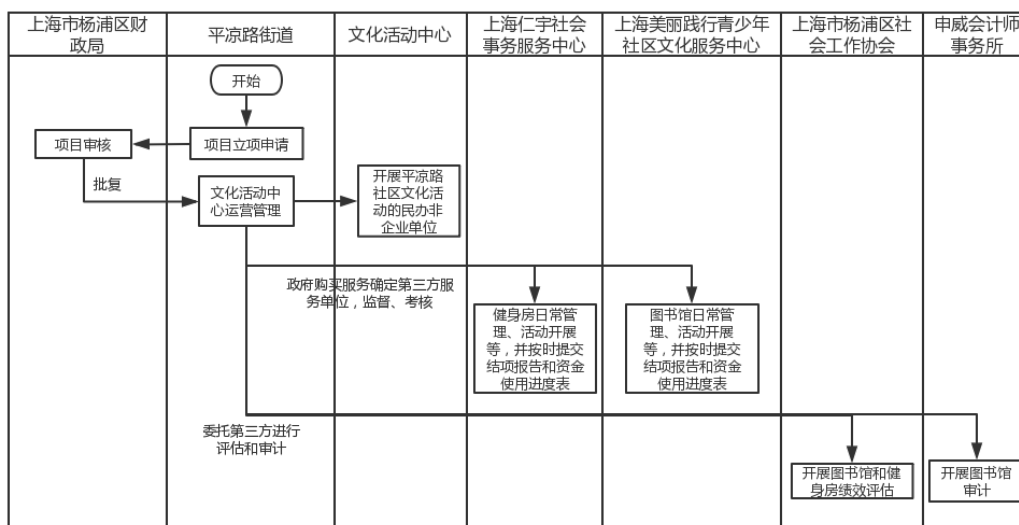 上海市杨浦区财
政局
平凉路街道
文化活动中心
上海仁宇社会
事务服务中心
上海美丽践行青少年
社区文化服务中心
上海市杨浦区社
会工作协会
申威会计师
事务所
开始
项目审核
项目立项申请
批复
文化活动中
心运营管理
开展平凉路
社区文化活
动的民办非
企业单位
政府购买服务确定第三方服
务单位，监督、考核
健身房日常管
理、活动开展
等，并按时提交
结项报告和资金
使用进度表
图书馆日常管
理、活动开展
等，并按时提交
结项报告和资金
使用进度表
委托第三方进行
评估和审计
开展图书馆和健
身房绩效评估
开展图书馆
审计